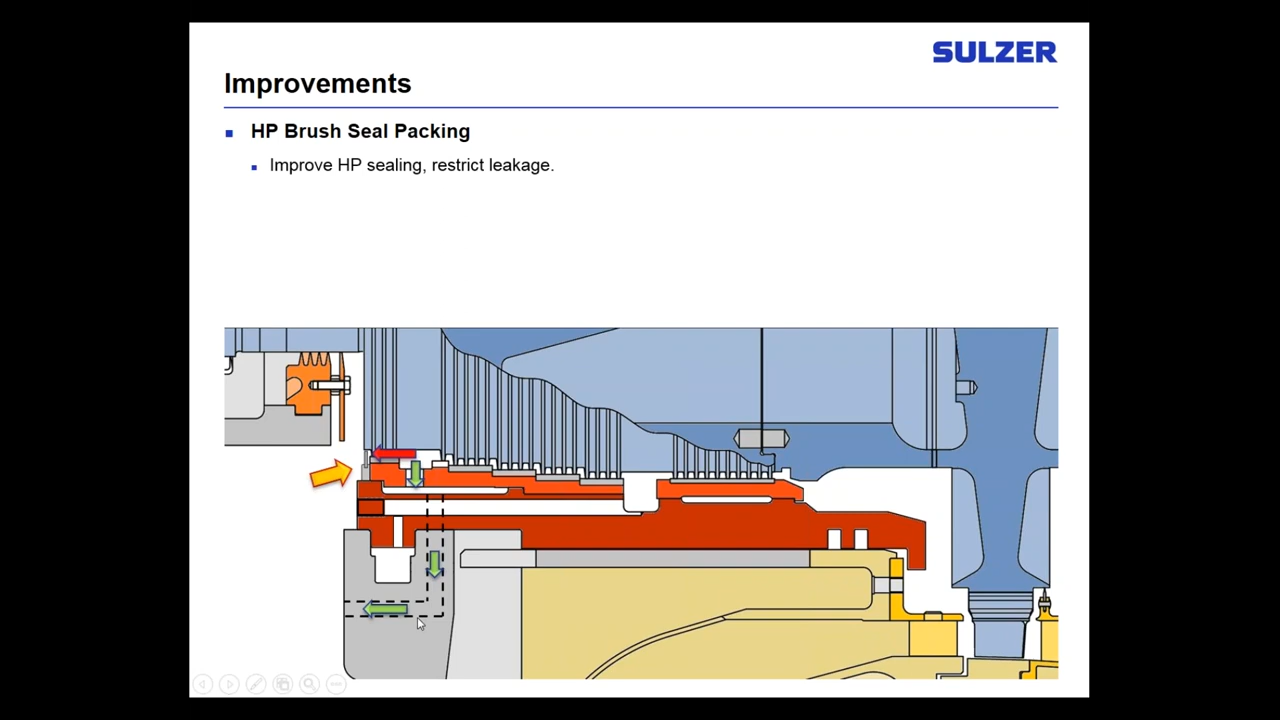 SULZER
Improvements
HP Brush Seal Packing
Improve HP sealing, restrict leakage.